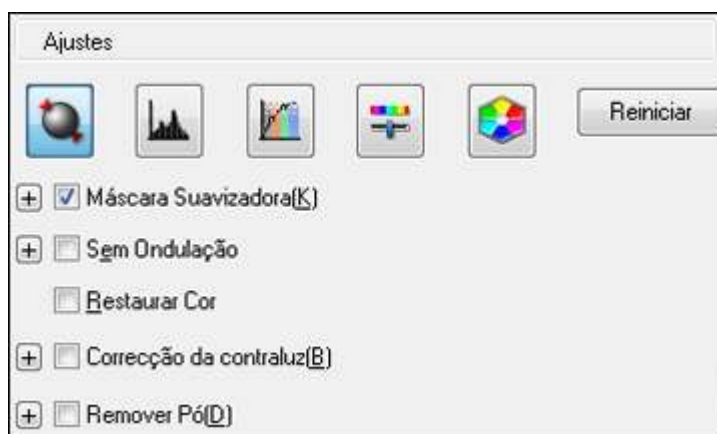 Ajustes
Reiniciar
Máscara Suavizadora(K)
Sem Ondulação
Restaurar Cor
Correcção da contraluz(B)
Remover Pó(D)